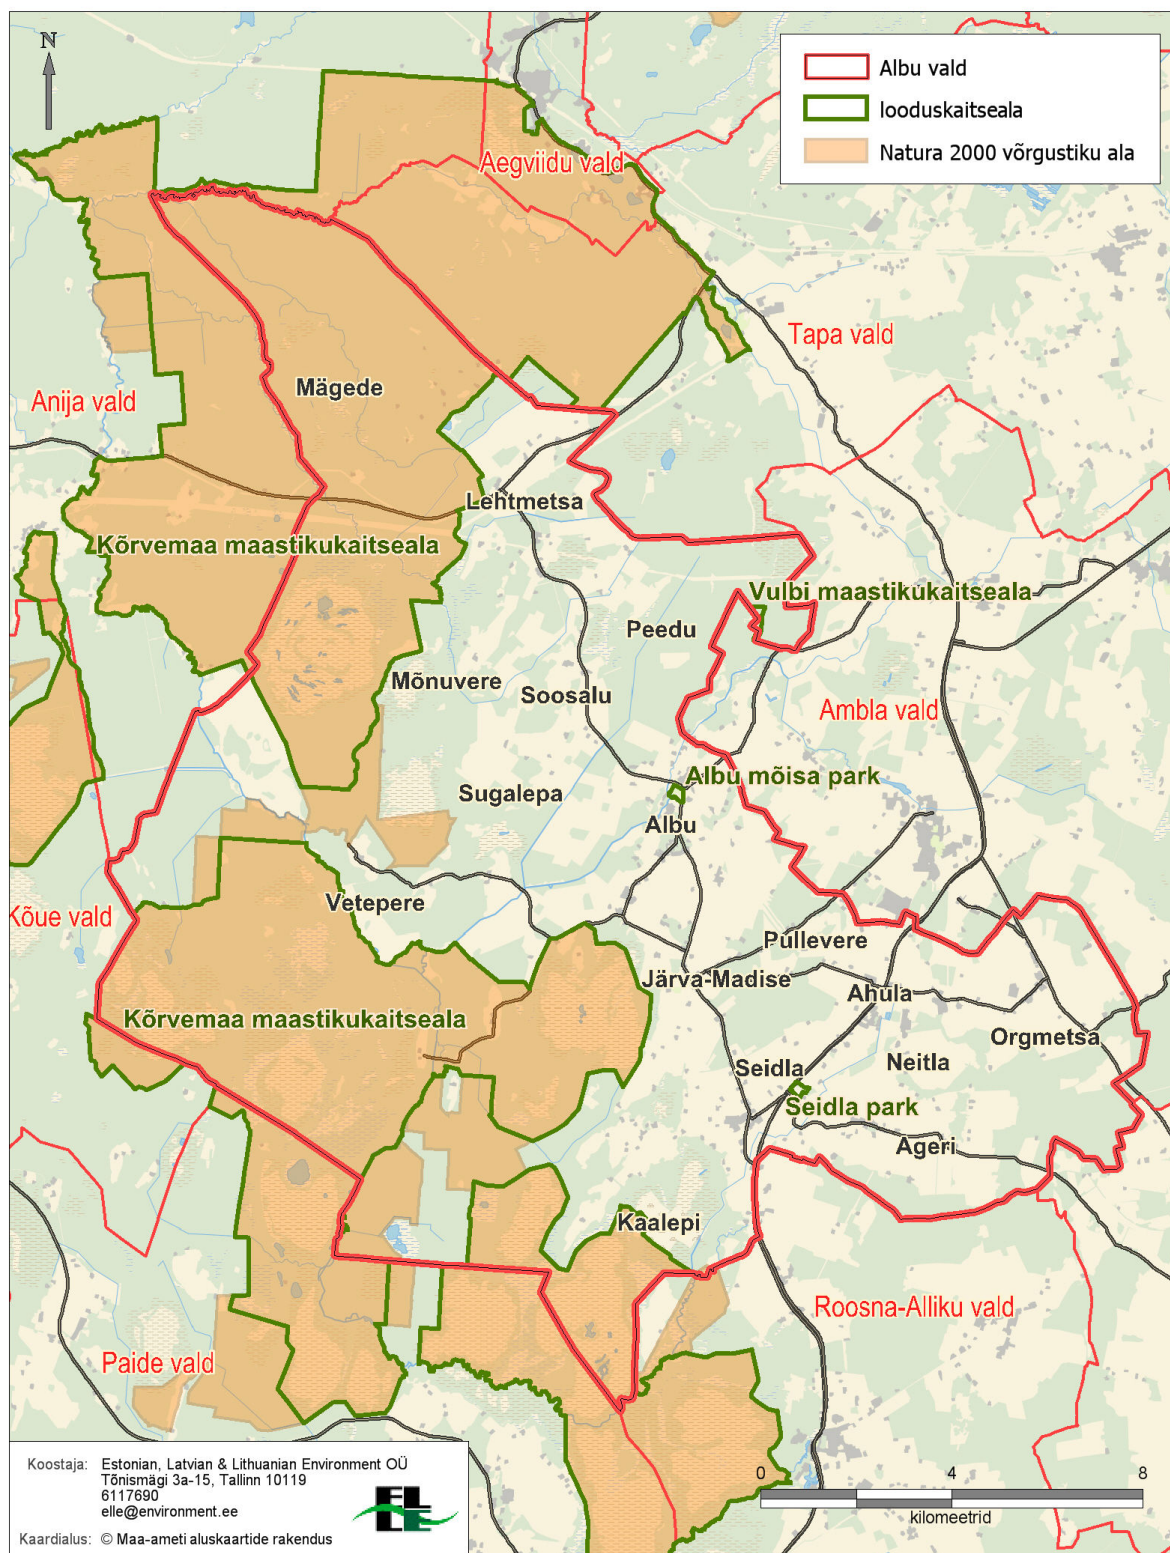 N
Albu vald
looduskaitseala
Natura 2000 võrgustiku ala
Aegviidu vald
Tapa vald
Mägede
Anija vald
Lehtmetsa
Kõrvemaa maastikukaitseala
Vulbi maastikukaitseala
Peedu
Mõnuvere
Soosalu
Ambla vald
Albu mõisa park
Sugalepa
Albu
Vetepere
Kõue vald
Pullevere
Järva-Madise
Ahula
Kõrvemaa maastikukaitseala
Orgmetsa
Neitla
Seidla
Seidla park
Ageri
Kaalepi
Roosna-Alliku vald
Paide vald
Koostaja: Estonian, Latvian & Lithuanian Environment OÜ
Tõnismägi 3a-15, Tallinn 10119
6117690
elle@environment.ee
ELLE
Kaardialus: © Maa-ameti aluskaartide rakendus
0 4 8
kilomeetrid